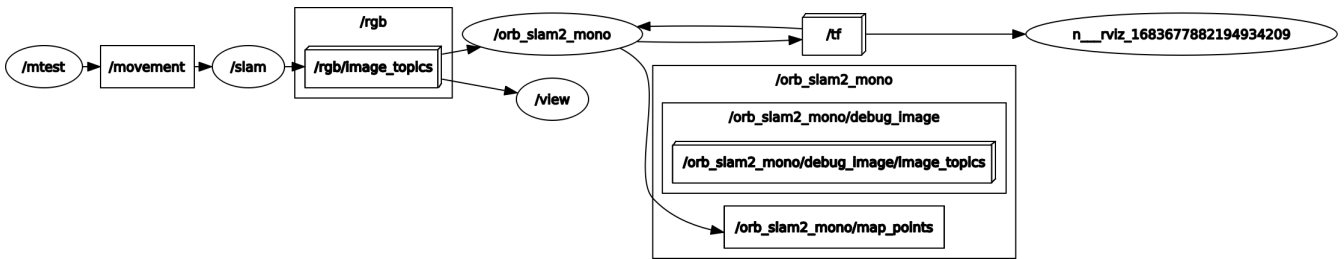 /mtest
/movement
/slam
/rgb
/rgb/image_topics
/orb_slam2_mono
/view
/tf
n___rviz_1683677882194934209
/orb_slam2_mono
/orb_slam2_mono/debug_image
/orb_slam2_mono/debug_image/image_topics
/orb_slam2_mono/map_points